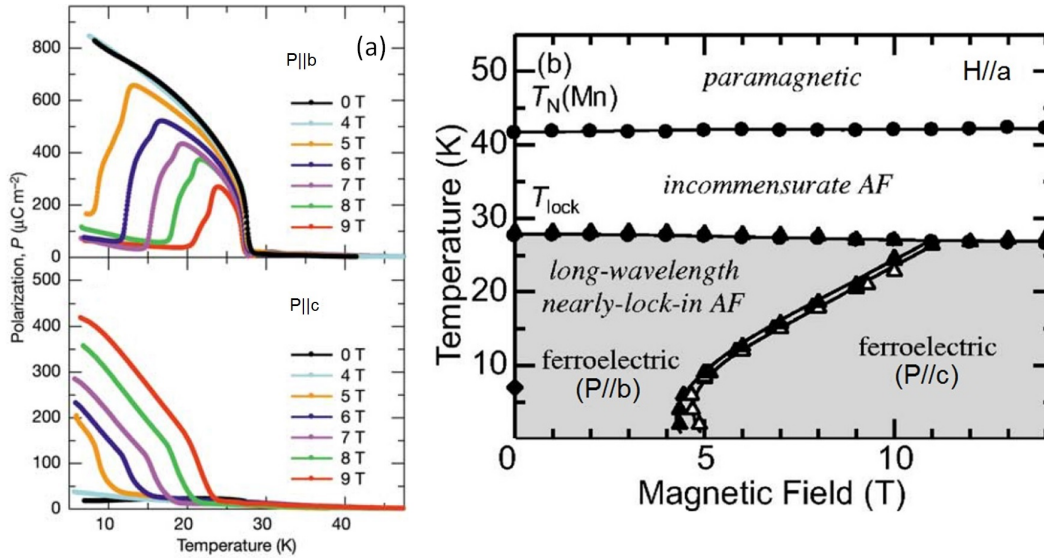 (a)
P||b
Polarization, P (μC m⁻²)
800
600
400
200
0
0 T
4 T
5 T
6 T
7 T
8 T
9 T
P||c
500
400
300
200
100
0
0 T
4 T
5 T
6 T
7 T
8 T
9 T
10
20
30
40
Temperature (K)
(b)
H//a
paramagnetic
T_N(Mn)
incommensurate AF
T_lock
long-wavelength
nearly-lock-in AF
ferroelectric
(P//b)
ferroelectric
(P//c)
Temperature (K)
50
40
30
20
10
0
5
10
Magnetic Field (T)